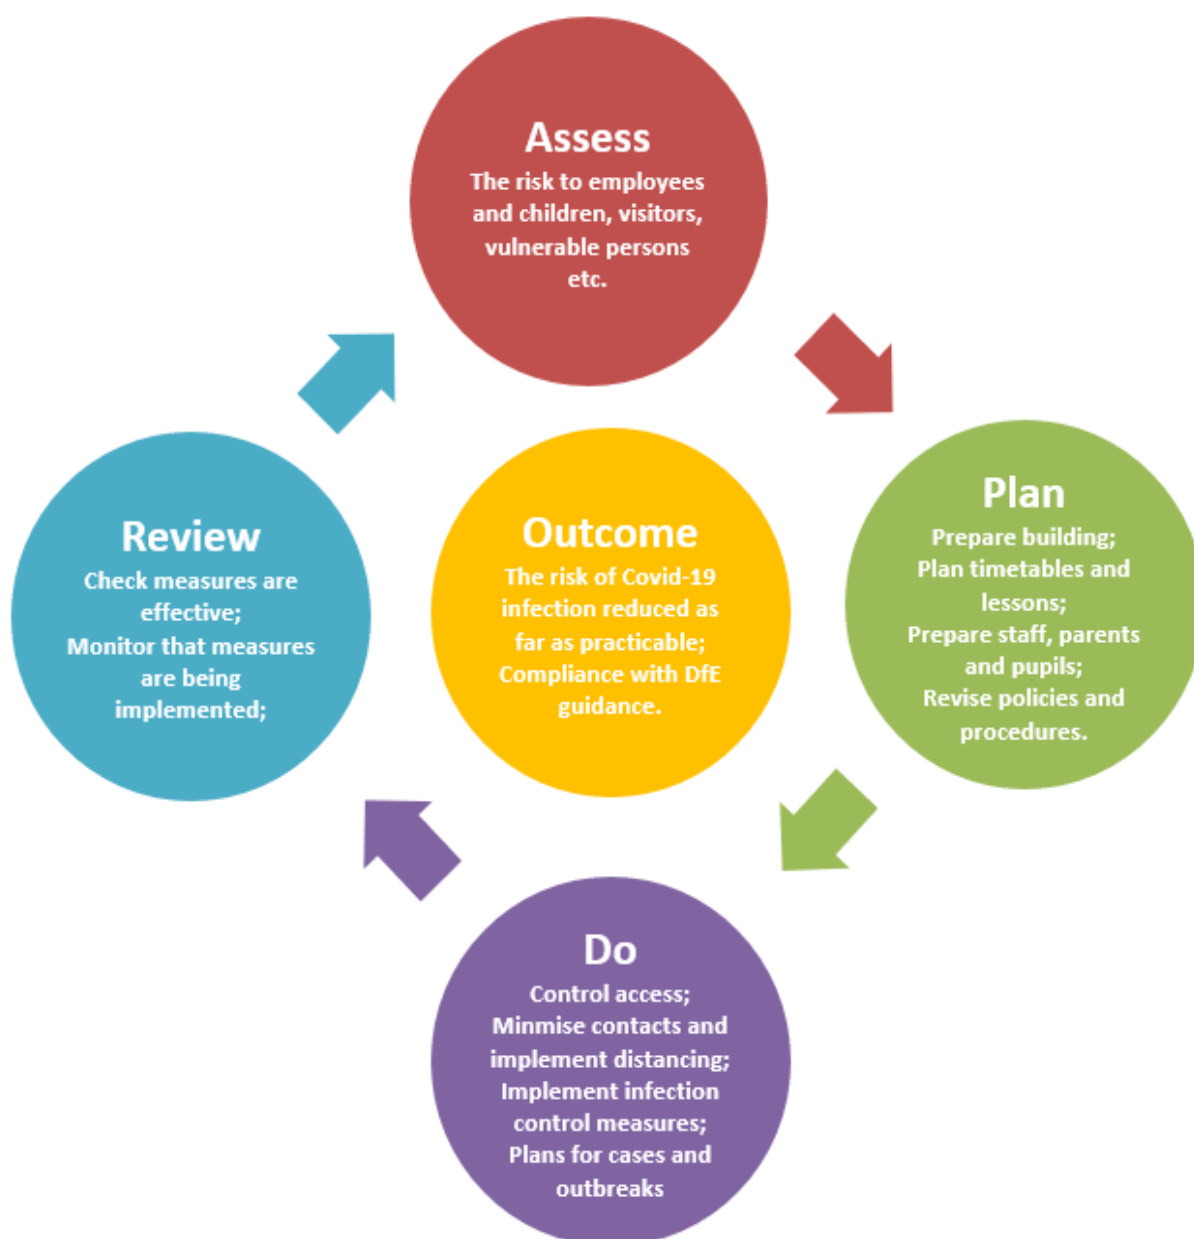 Assess
The risk to employees
and children, visitors,
vulnerable persons
etc.
Plan
Prepare building;
Plan timetables and
lessons;
Prepare staff, parents
and pupils;
Revise policies and
procedures.
Do
Control access;
Minmise contacts and
implement distancing;
Implement infection
control measures;
Plans for cases and
outbreaks
Review
Check measures are
effective;
Monitor that measures
are being
implemented;
Outcome
The risk of Covid-19
infection reduced as
far as practicable;
Compliance with DfE
guidance.